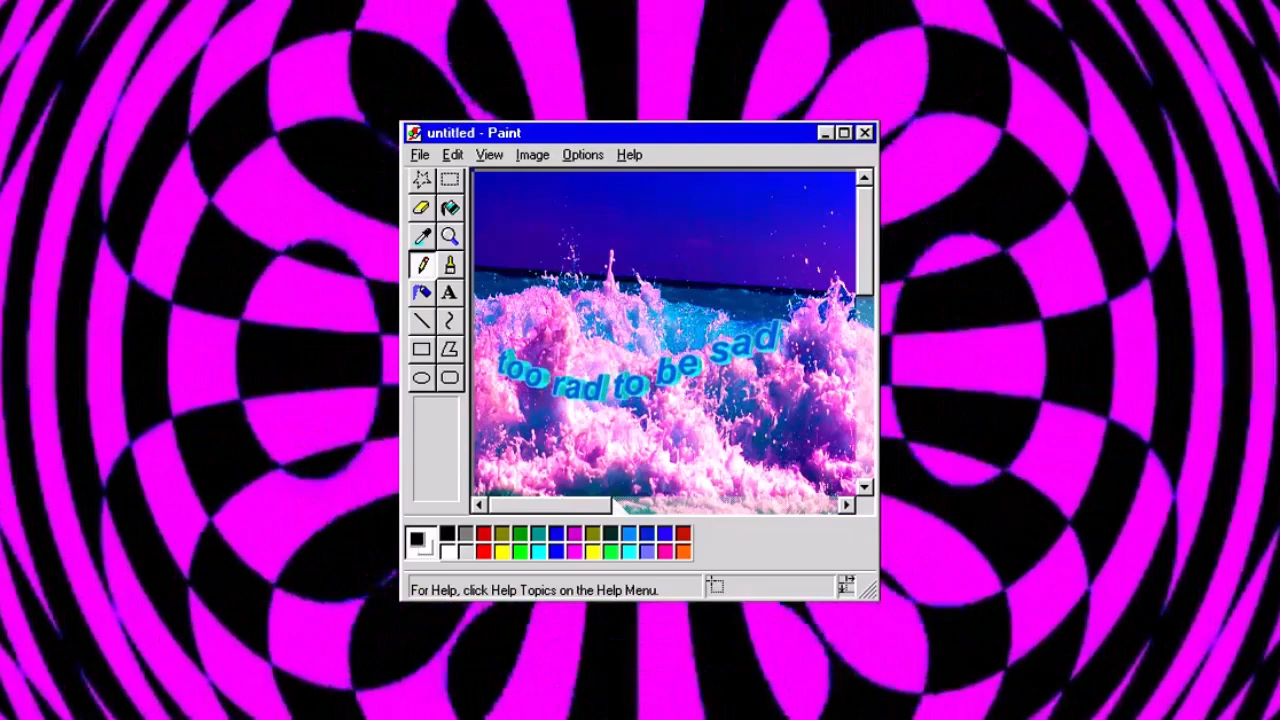 untitled - Paint
File Edit View Image Options Help
A
too rad to be sad
For Help, click Help Topics on the Help Menu.